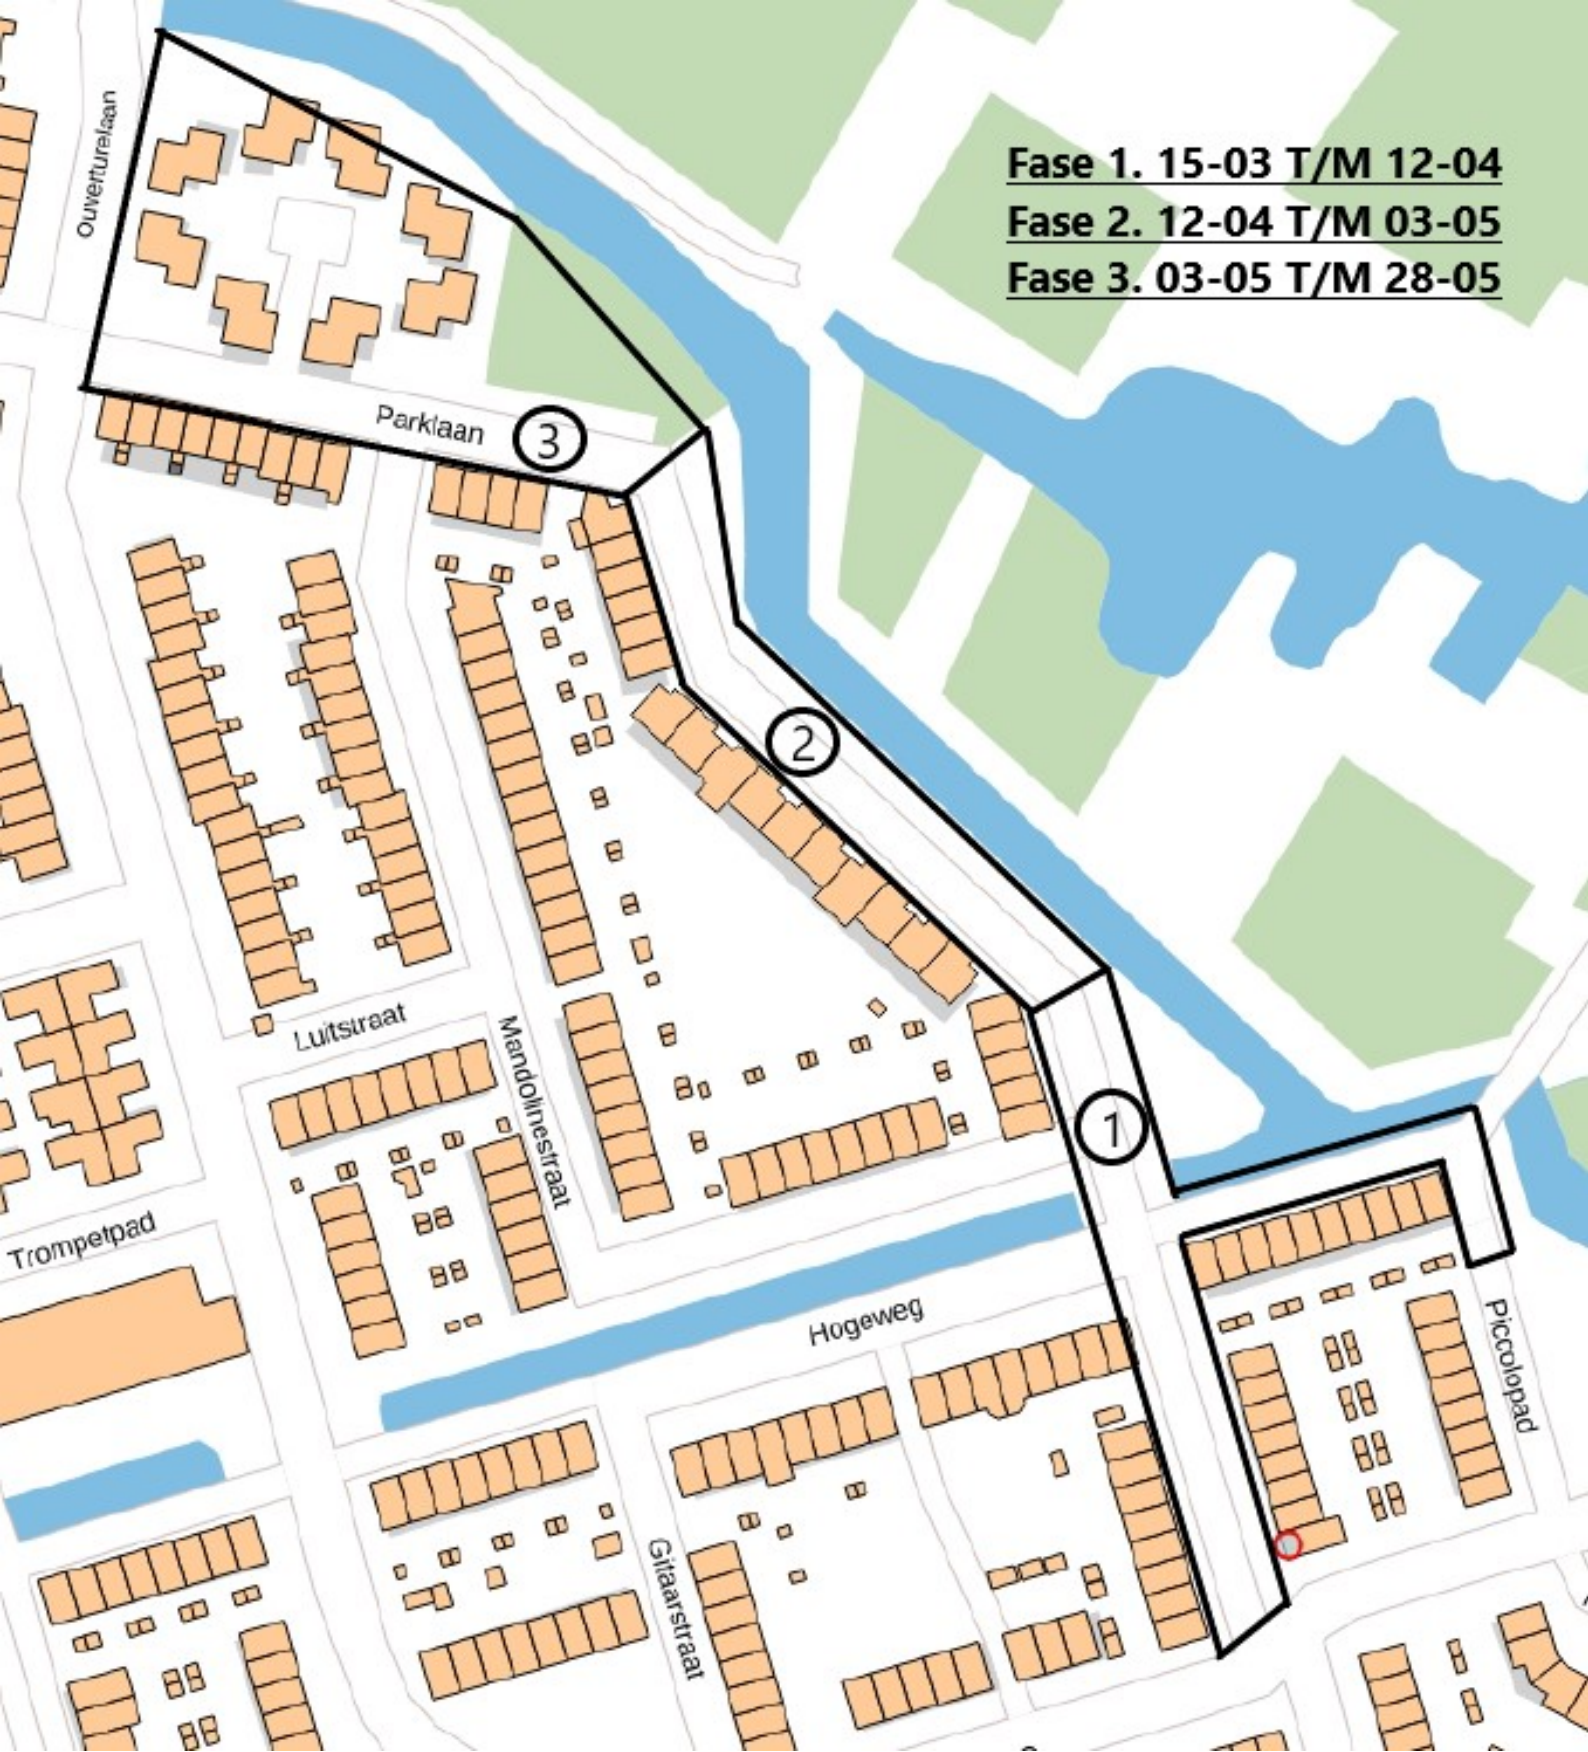 Ouverturelaan
Fase 1. 15-03 T/M 12-04
Fase 2. 12-04 T/M 03-05
Fase 3. 03-05 T/M 28-05
Parklaan
3
2
Luitstraat
Mandolinestraat
1
Trompetpad
Hogeweg
Piccolopad
Gitaarstraat